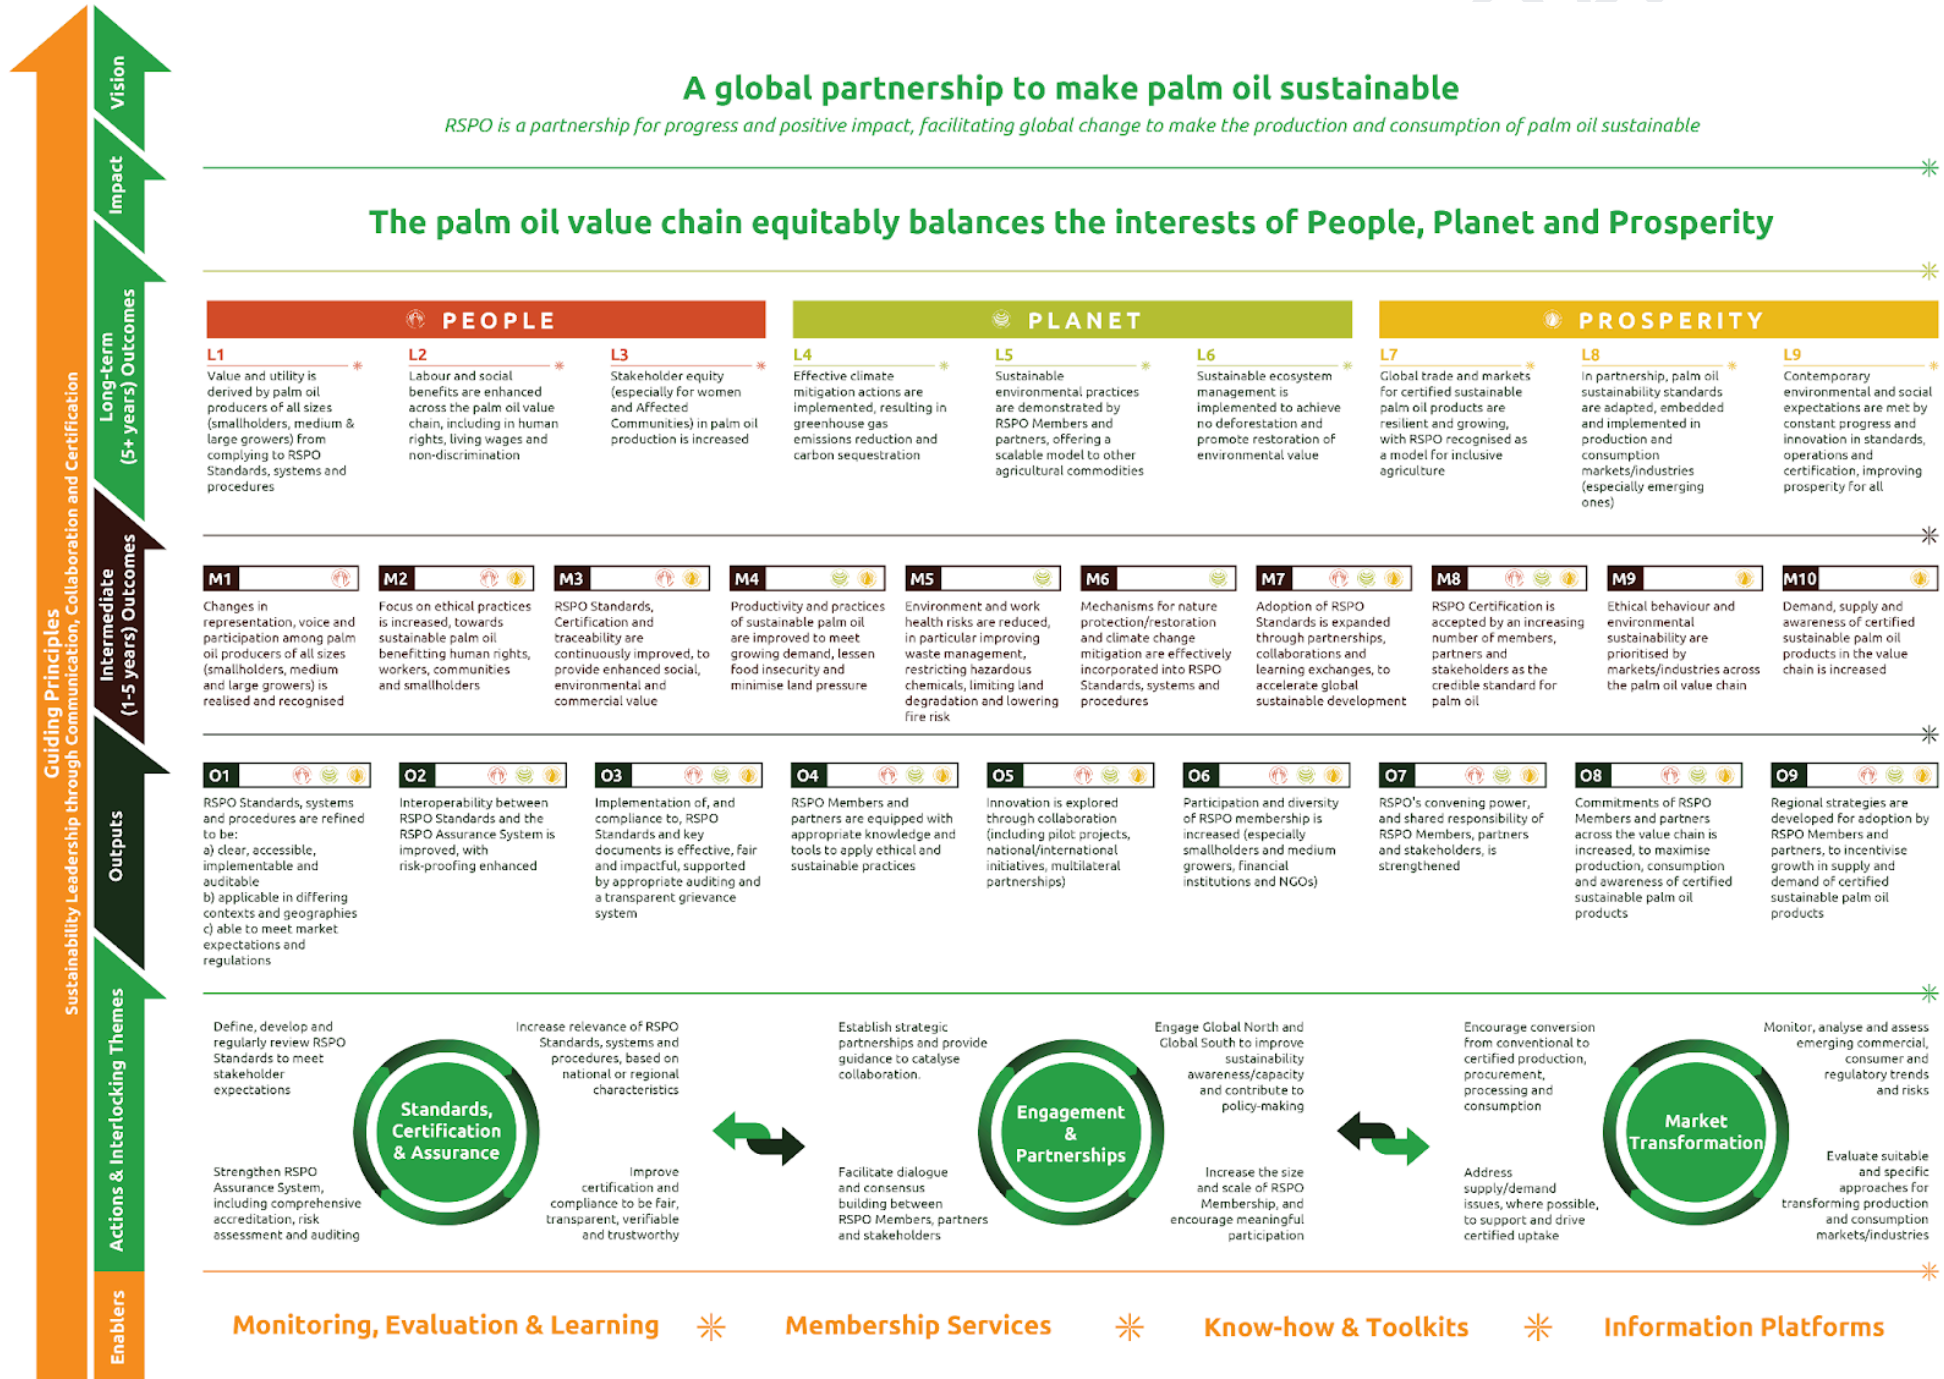 Vision
A global partnership to make palm oil sustainable
RSPO is a partnership for progress and positive impact, facilitating global change to make the production and consumption of palm oil sustainable
Impact
The palm oil value chain equitably balances the interests of People, Planet and Prosperity
Guiding Principles
Sustainability Leadership through Communication, Collaboration and Certification
Long-term
(5+ years) Outcomes
PEOPLE
L1
Value and utility is
derived by palm oil
producers of all sizes
(smallholders, medium &
large growers) from
complying to RSPO
Standards, systems and
procedures
L2
Labour and social
benefits are enhanced
across the palm oil value
chain, including in human
rights, living wages and
non-discrimination
L3
Stakeholder equity
(especially for women
and Affected
Communities) in palm oil
production is increased
PLANET
L4
Effective climate
mitigation actions are
implemented, resulting in
greenhouse gas
emissions reduction and
carbon sequestration
L5
Sustainable
environmental practices
are demonstrated by
RSPO Members and
partners, offering a
scalable model to other
agricultural commodities
L6
Sustainable ecosystem
management is
implemented to achieve
no deforestation and
promote restoration of
environmental value
PROSPERITY
L7
Global trade and markets
for certified sustainable
palm oil products are
resilient and growing,
with RSPO recognised as
a model for inclusive
agriculture
L8
In partnership, palm oil
sustainability standards
are adapted, embedded
and implemented in
production and
consumption
markets/industries
(especially emerging
ones)
L9
Contemporary
environmental and social
expectations are met by
constant progress and
innovation in standards,
operations and
certification, improving
prosperity for all
Intermediate
(1-5 years) Outcomes
M1
Changes in
representation, voice and
participation among palm
oil producers of all sizes
(smallholders, medium
and large growers) is
realised and recognised
M2
Focus on ethical practices
is increased, towards
sustainable palm oil
benefitting human rights,
workers, communities
and smallholders
M3
RSPO Standards,
Certification and
traceability are
continuously improved, to
provide enhanced social,
environmental and
commercial value
M4
Productivity and practices
of sustainable palm oil
are improved to meet
growing demand, lessen
food insecurity and
minimise land pressure
M5
Environment and work
health risks are reduced,
in particular improving
waste management,
restricting hazardous
chemicals, limiting land
degradation and lowering
fire risk
M6
Mechanisms for nature
protection/restoration
and climate change
mitigation are effectively
incorporated into RSPO
Standards, systems and
procedures
M7
Adoption of RSPO
Standards is expanded
through partnerships,
collaborations and
learning exchanges, to
accelerate global
sustainable development
M8
RSPO Certification is
accepted by an increasing
number of members,
partners and
stakeholders as the
credible standard for
palm oil
M9
Ethical behaviour and
environmental
sustainability are
prioritised by
markets/industries across
the palm oil value chain
M10
Demand, supply and
awareness of certified
sustainable palm oil
products in the value
chain is increased
Outputs
O1
RSPO Standards, systems
and procedures are refined
to be:
a) clear, accessible,
implementable and
auditable
b) applicable in differing
contexts and geographies
c) able to meet market
expectations and
regulations
O2
Interoperability between
RSPO Standards and the
RSPO Assurance System is
improved, with
risk-proofing enhanced
O3
Implementation of, and
compliance to, RSPO
Standards and key
documents is effective, fair
and impactful, supported
by appropriate auditing and
a transparent grievance
system
O4
RSPO Members and
partners are equipped with
appropriate knowledge and
tools to apply ethical and
sustainable practices
O5
Innovation is explored
through collaboration
(including pilot projects,
national/international
initiatives, multilateral
partnerships)
O6
Participation and diversity
of RSPO membership is
increased (especially
smallholders and medium
growers, financial
institutions and NGOs)
O7
RSPO's convening power,
and shared responsibility of
RSPO Members, partners
and stakeholders, is
strengthened
O8
Commitments of RSPO
Members and partners
across the value chain is
increased, to maximise
production, consumption
and awareness of certified
sustainable palm oil
products
O9
Regional strategies are
developed for adoption by
RSPO Members and
partners, to incentivise
growth in supply and
demand of certified
sustainable palm oil
products
Actions & Interlocking Themes
Define, develop and
regularly review RSPO
Standards to meet
stakeholder
expectations
Increase relevance of RSPO
Standards, systems and
procedures, based on
national or regional
characteristics
Standards,
Certification
& Assurance
Strengthen RSPO
Assurance System,
including comprehensive
accreditation, risk
assessment and auditing
Improve
certification and
compliance to be fair,
transparent, verifiable
and trustworthy
Establish strategic
partnerships and provide
guidance to catalyse
collaboration.
Engage Global North and
Global South to improve
sustainability
awareness/capacity
and contribute to
policy-making
Engagement
&
Partnerships
Facilitate dialogue
and consensus
building between
RSPO Members, partners
and stakeholders
Increase the size
and scale of RSPO
Membership, and
encourage meaningful
participation
Encourage conversion
from conventional to
certified production,
procurement,
processing and
consumption
Monitor, analyse and assess
emerging commercial,
consumer and
regulatory trends
and risks
Market
Transformation
Address
supply/demand
issues, where possible,
to support and drive
certified uptake
Evaluate suitable
and specific
approaches for
transforming production
and consumption
markets/industries
Enablers
Monitoring, Evaluation & Learning
Membership Services
Know-how & Toolkits
Information Platforms